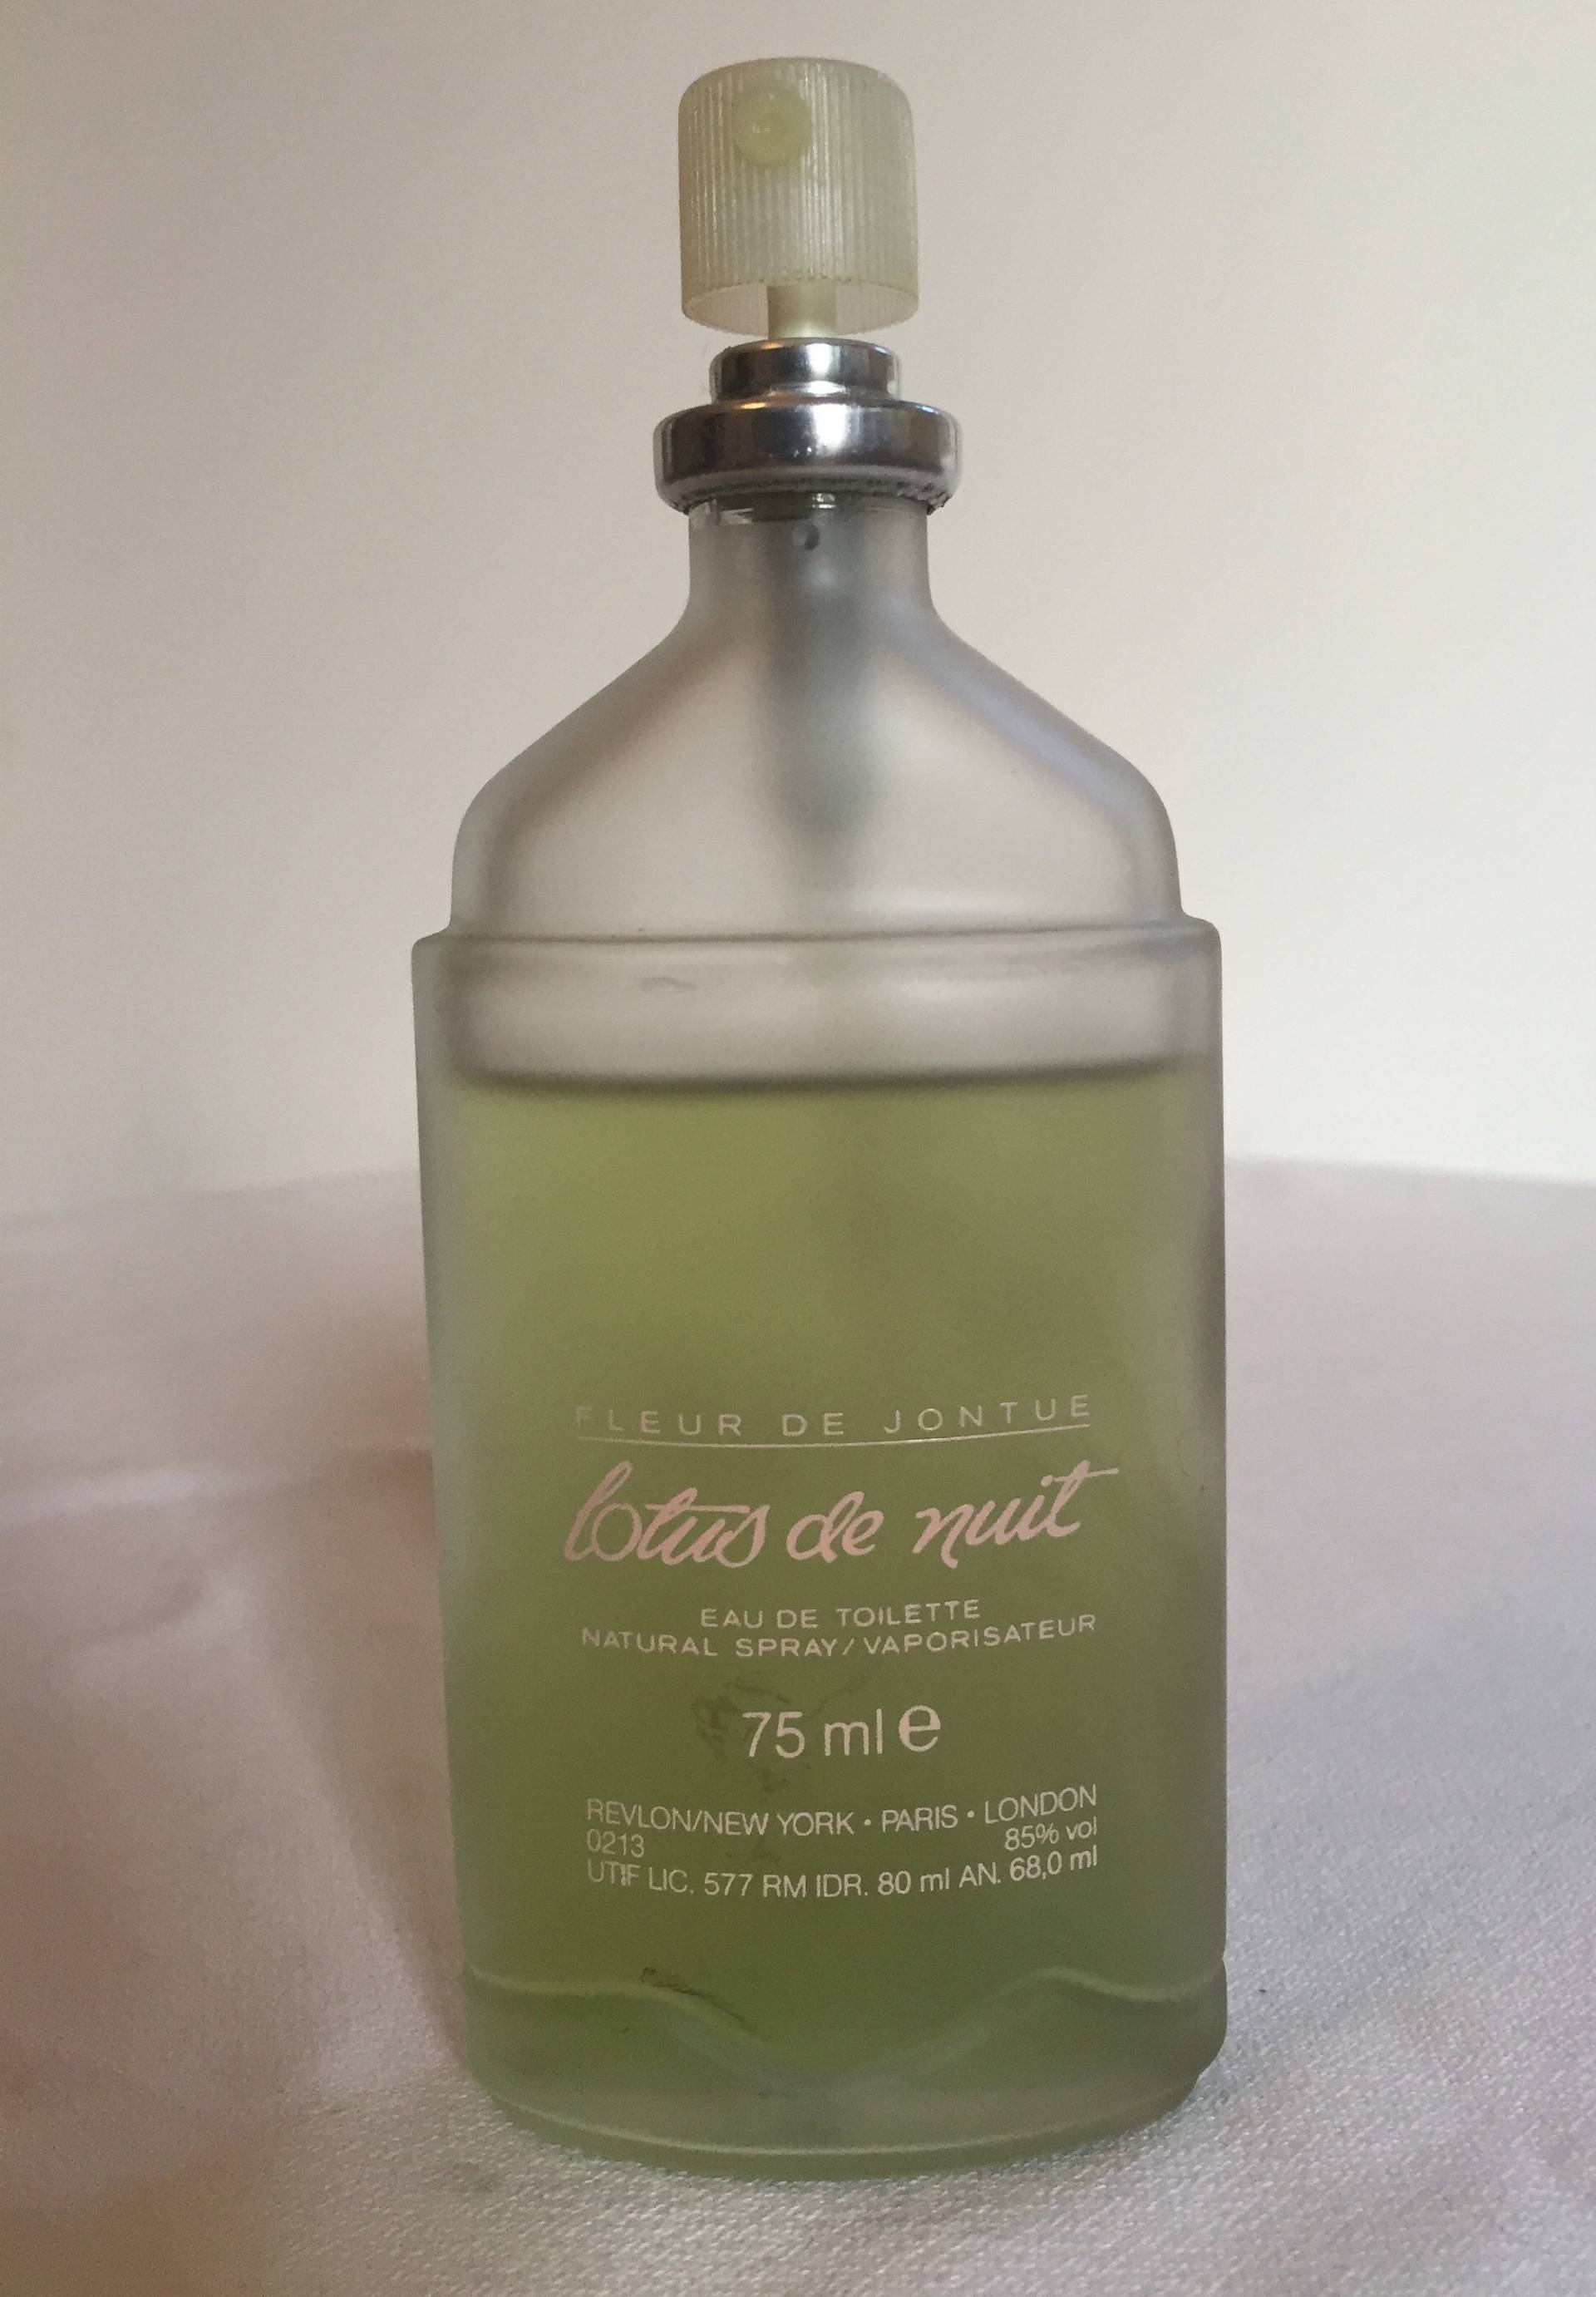 FLEUR DE JONTUE
lotus de nuit
EAU DE TOILETTE
NATURAL SPRAY/VAPORISATEUR
75 ml e
REVLON/NEW YORK • PARIS • LONDON
0213 85% vol
UTIF LIC. 577 RM IDR. 80 ml AN. 68,0 ml